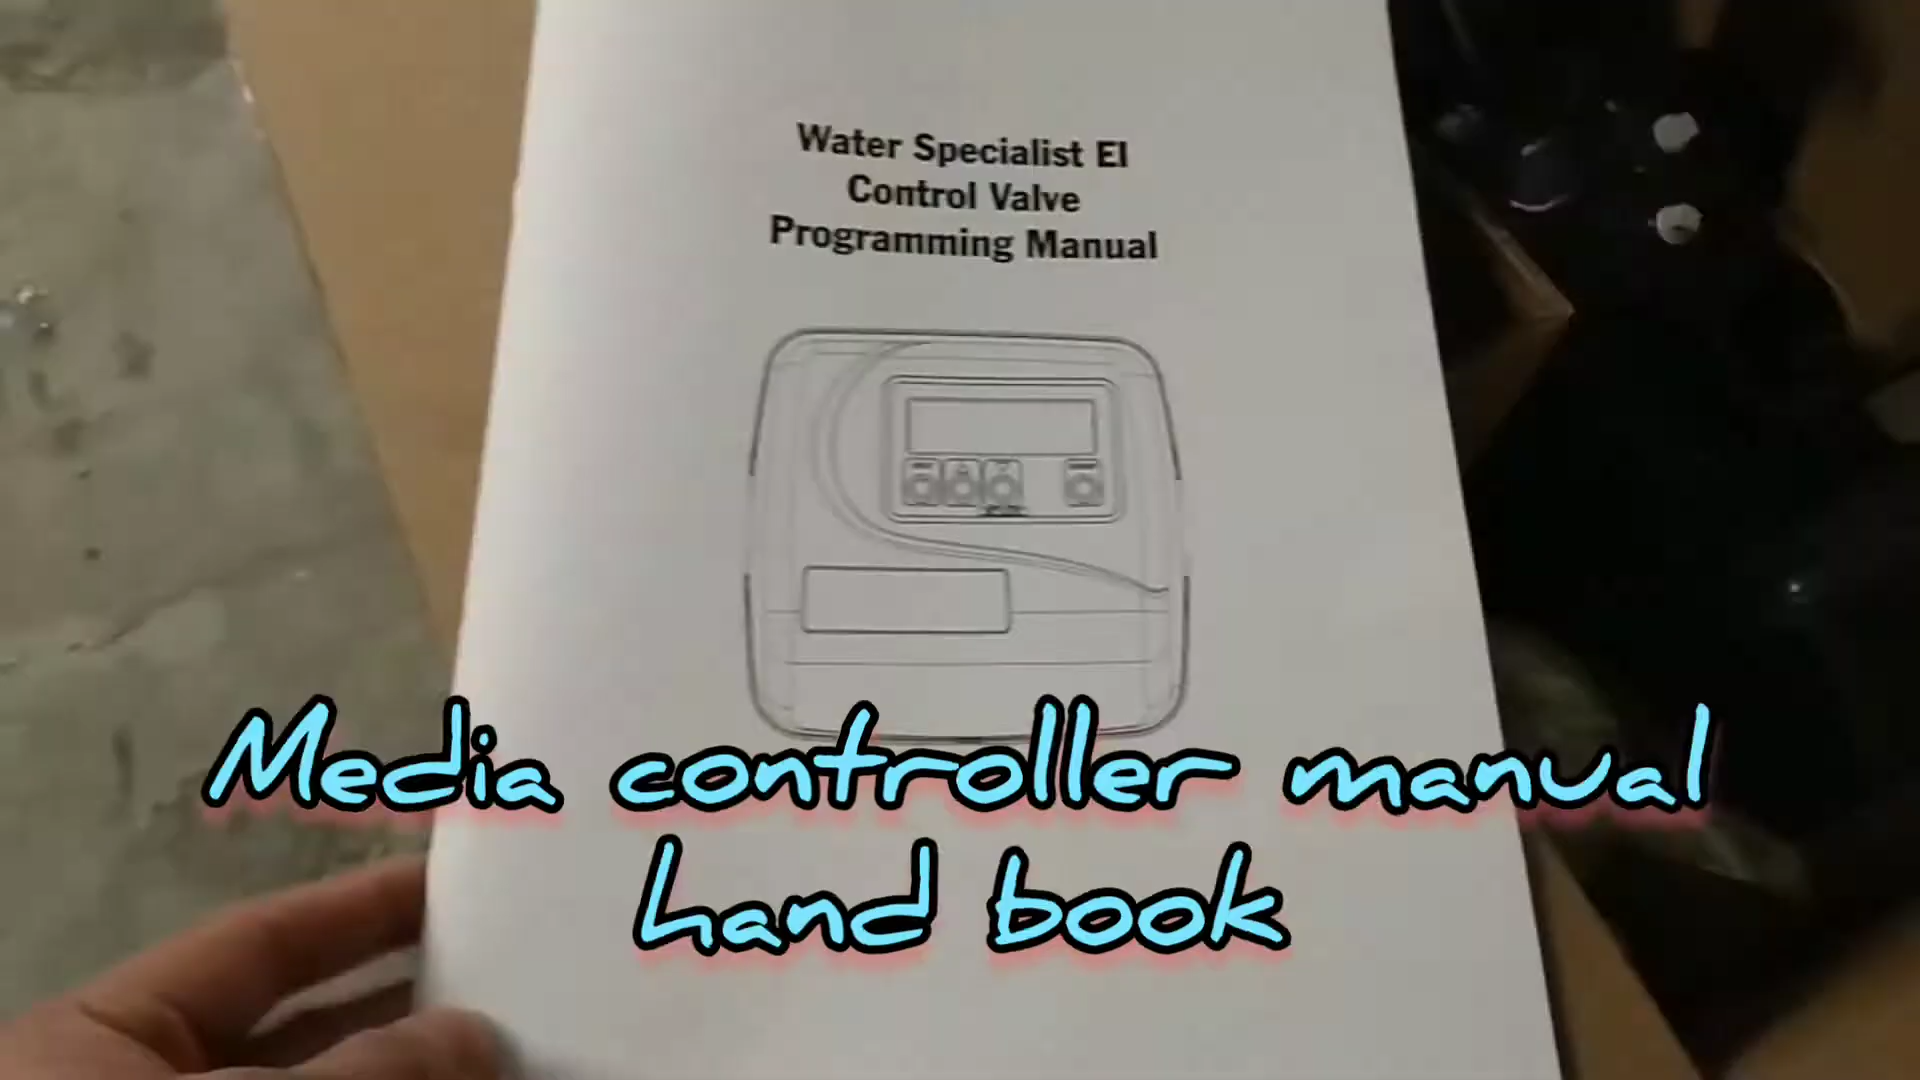 Water Specialist EI
Control Valve
Programming Manual
Media controller manual
hand book